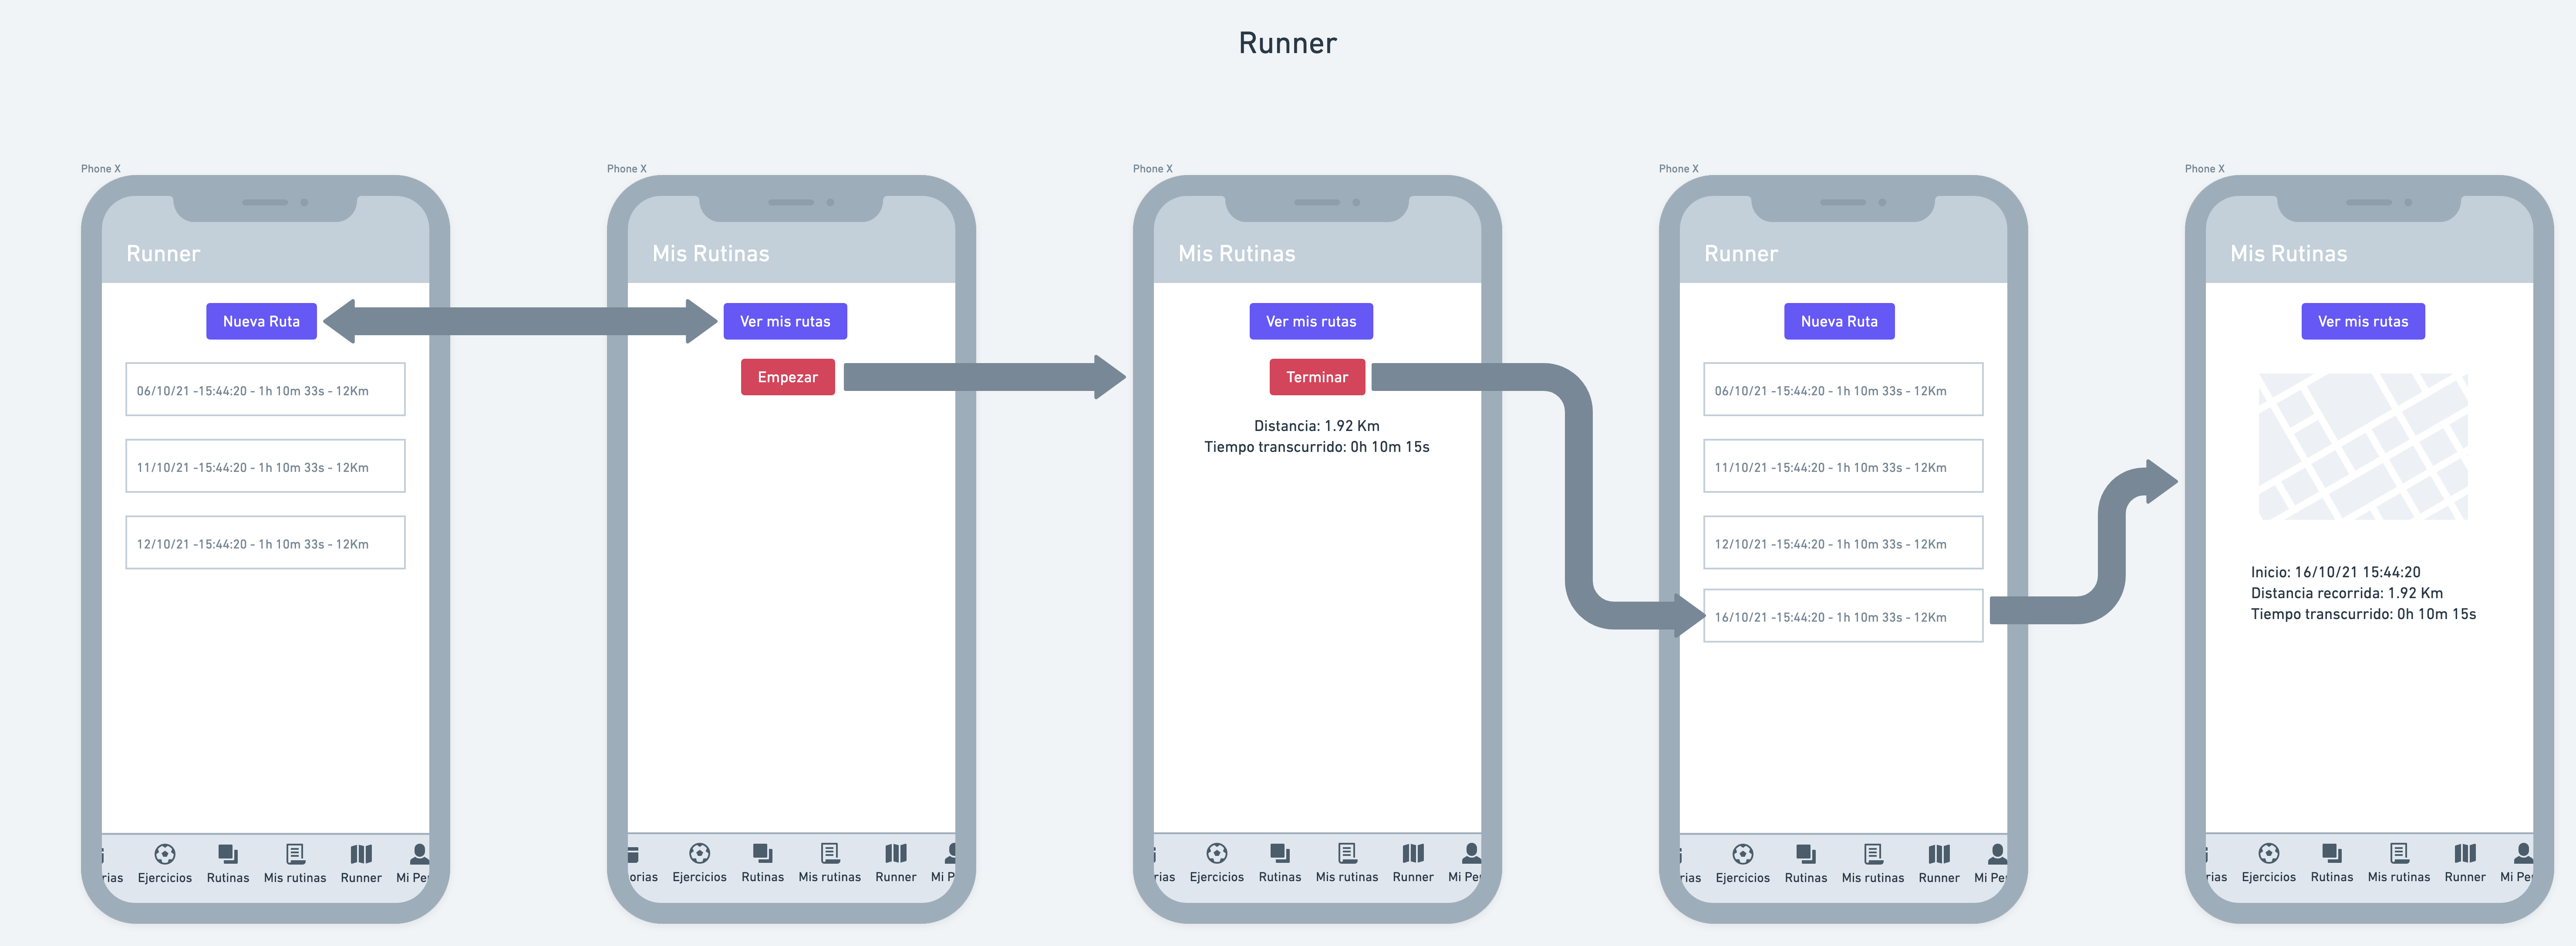 Runner
Phone X
Runner
Nueva Ruta
06/10/21 -15:44:20 - 1h 10m 33s - 12Km
11/10/21 -15:44:20 - 1h 10m 33s - 12Km
12/10/21 -15:44:20 - 1h 10m 33s - 12Km
rias Ejercicios Rutinas Mis rutinas Runner Mi Pe
Phone X
Mis Rutinas
Ver mis rutas
Empezar
orias Ejercicios Rutinas Mis rutinas Runner Mi P
Phone X
Mis Rutinas
Ver mis rutas
Terminar
Distancia: 1.92 Km
Tiempo transcurrido: 0h 10m 15s
rias Ejercicios Rutinas Mis rutinas Runner Mi Pe
Phone X
Runner
Nueva Ruta
06/10/21 -15:44:20 - 1h 10m 33s - 12Km
11/10/21 -15:44:20 - 1h 10m 33s - 12Km
12/10/21 -15:44:20 - 1h 10m 33s - 12Km
16/10/21 -15:44:20 - 1h 10m 33s - 12Km
rias Ejercicios Rutinas Mis rutinas Runner Mi Pe
Phone X
Mis Rutinas
Ver mis rutas
Inicio: 16/10/21 15:44:20
Distancia recorrida: 1.92 Km
Tiempo transcurrido: 0h 10m 15s
rias Ejercicios Rutinas Mis rutinas Runner Mi Pe